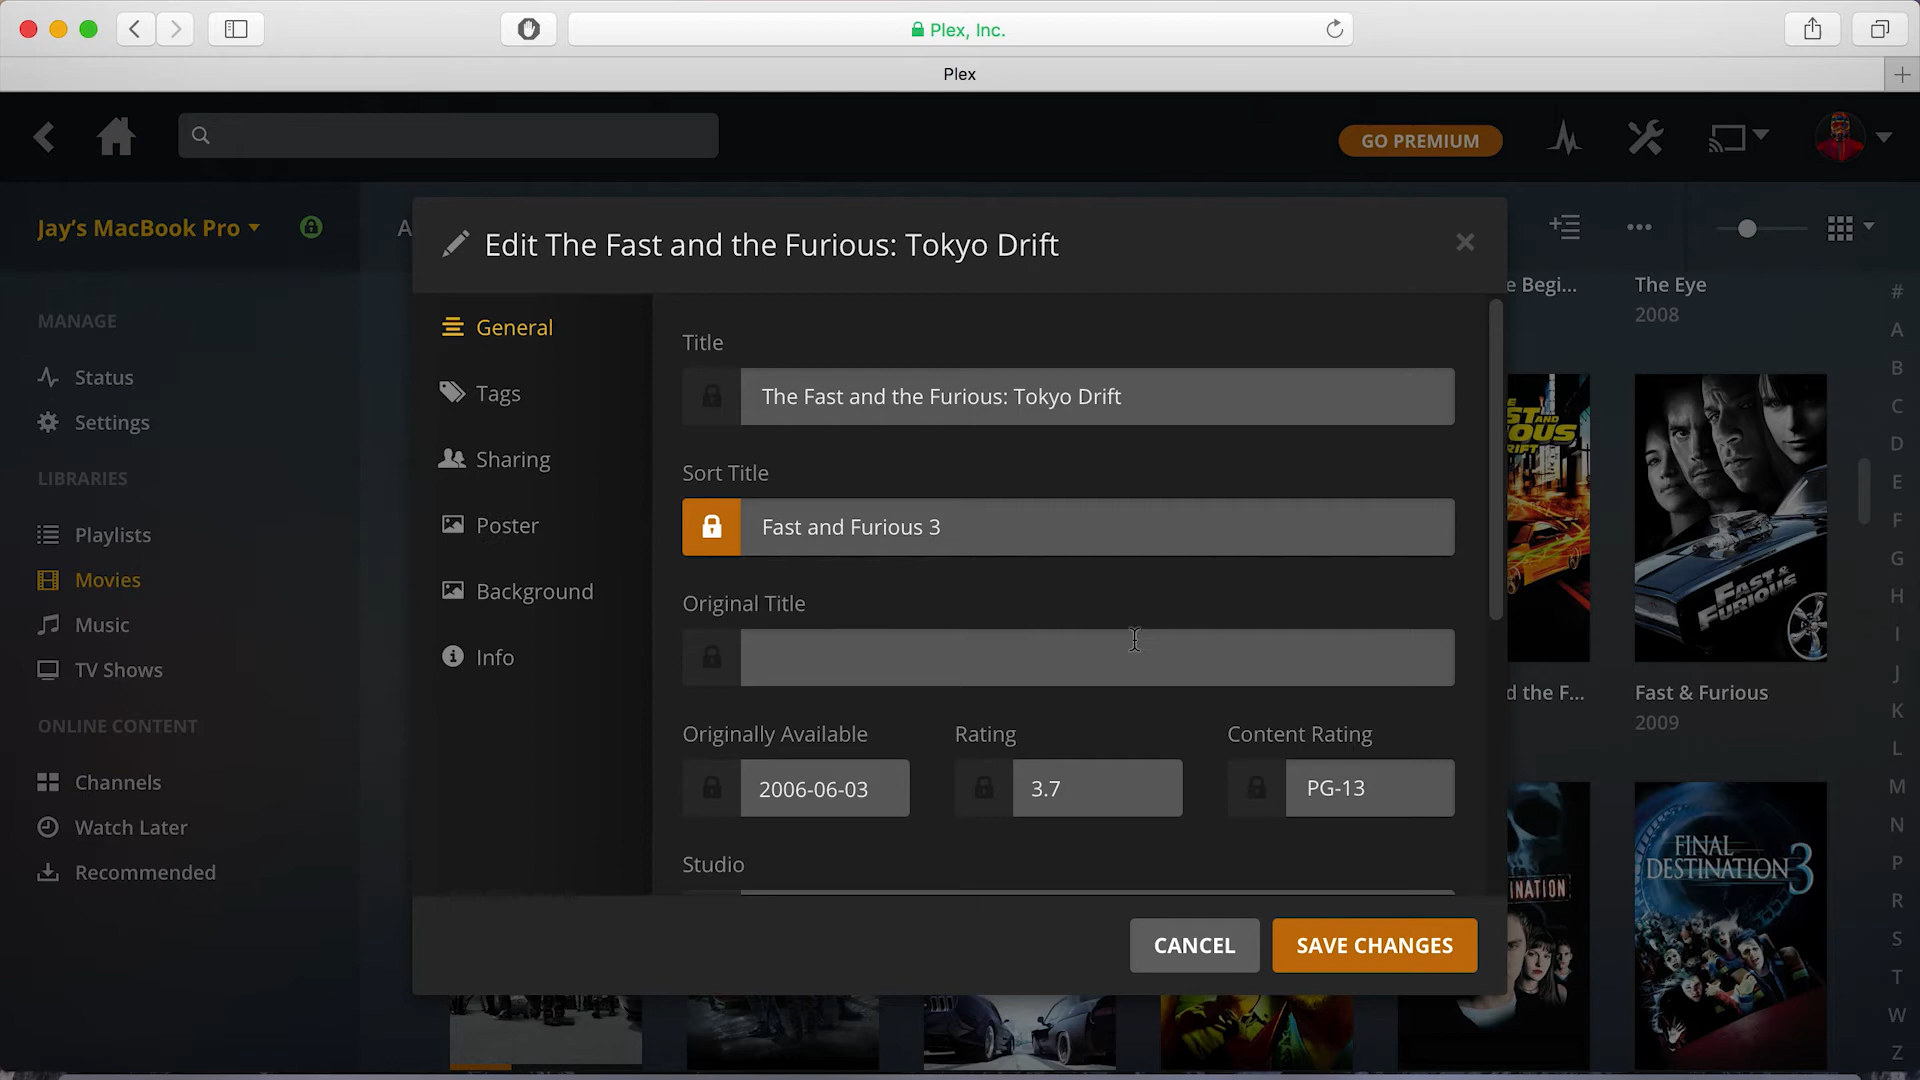 Plex, Inc.
Plex
GO PREMIUM
Jay's MacBook Pro
A
MANAGE
Status
Settings
LIBRARIES
Playlists
Movies
Music
TV Shows
ONLINE CONTENT
Channels
Watch Later
Recommended
Edit The Fast and the Furious: Tokyo Drift
General
Tags
Sharing
Poster
Background
Info
Title
The Fast and the Furious: Tokyo Drift
Sort Title
Fast and Furious 3
Original Title
Originally Available
Rating
Content Rating
2006-06-03
3.7
PG-13
Studio
CANCEL
SAVE CHANGES
e Begi...
The Eye
2008
FAST & FURIOUS
d the F...
Fast & Furious
2009
FINAL
DESTINATION 3
#
A
B
C
D
E
F
G
H
I
J
K
L
M
N
P
R
S
T
W
Z